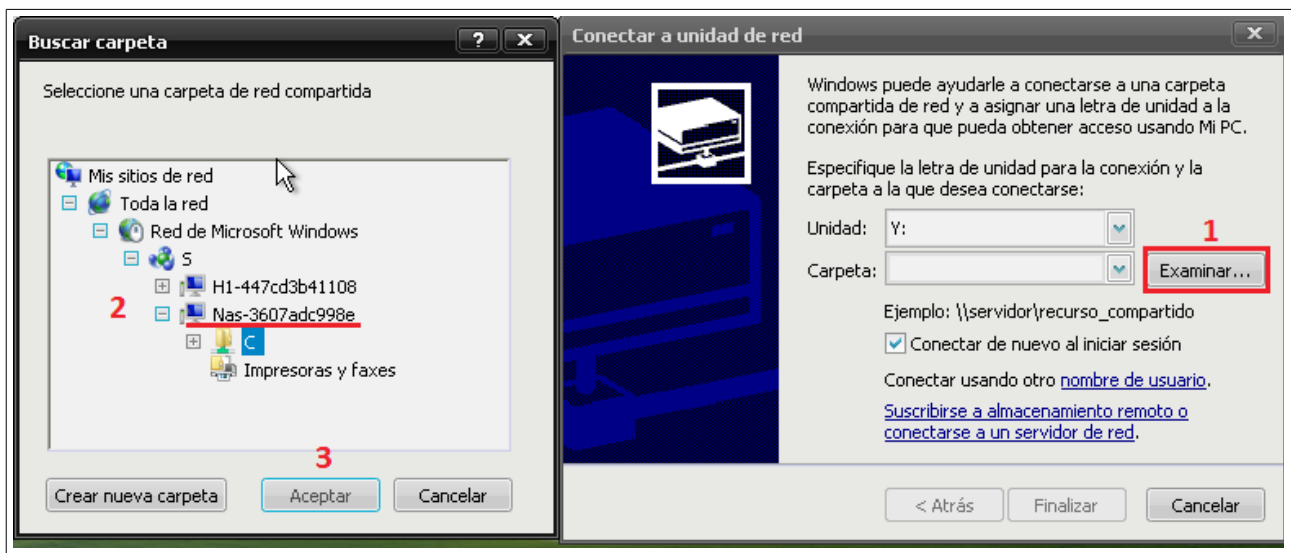 Buscar carpeta
Seleccione una carpeta de red compartida
Mis sitios de red
Toda la red
Red de Microsoft Windows
S
H1-447cd3b41108
2
Nas-3607adc998e
C
Impresoras y faxes
3
Crear nueva carpeta
Aceptar
Cancelar
Conectar a unidad de red
Windows puede ayudarle a conectarse a una carpeta
compartida de red y a asignar una letra de unidad a la
conexión para que pueda obtener acceso usando Mi PC.
Especifique la letra de unidad para la conexión y la
carpeta a la que desea conectarse:
Unidad: Y:
1
Carpeta:
Examinar...
Ejemplo: \\servidor\recurso_compartido
Conectar de nuevo al iniciar sesión
Conectar usando otro nombre de usuario.
Suscribirse a almacenamiento remoto o
conectarse a un servidor de red.
< Atrás
Finalizar
Cancelar